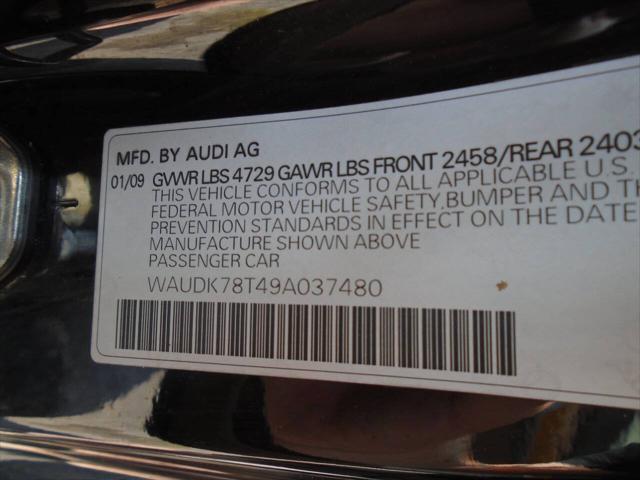 MFD. BY AUDI AG
01/09 GVWR LBS 4729 GAWR LBS FRONT 2458/REAR 2403
THIS VEHICLE CONFORMS TO ALL APPLICABLE U.S.
FEDERAL MOTOR VEHICLE SAFETY,BUMPER AND
PREVENTION STANDARDS IN EFFECT ON THE DATE
MANUFACTURE SHOWN ABOVE
PASSENGER CAR
WAUDK78T49A037480